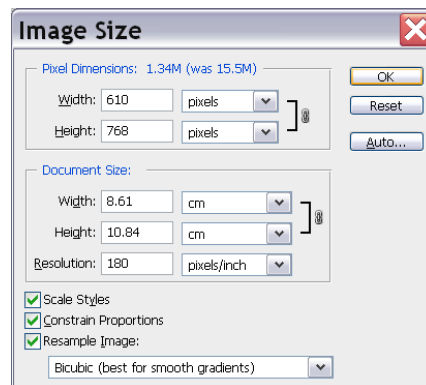 Image Size
Pixel Dimensions: 1.34M (was 15.5M)
Width: 610 pixels
Height: 768 pixels
OK
Reset
Auto...
Document Size:
Width: 8.61 cm
Height: 10.84 cm
Resolution: 180 pixels/inch
Scale Styles
Constrain Proportions
Resample Image:
Bicubic (best for smooth gradients)